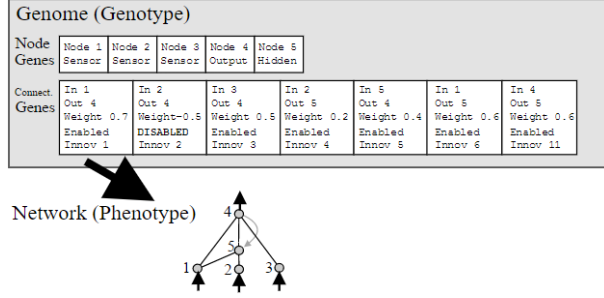 Genome (Genotype)
Node Genes
Node 1 Sensor
Node 2 Sensor
Node 3 Sensor
Node 4 Output
Node 5 Hidden
Connect. Genes
In 1
Out 4
Weight 0.7
Enabled
Innov 1
In 2
Out 4
Weight-0.5
DISABLED
Innov 2
In 3
Out 4
Weight 0.5
Enabled
Innov 3
In 2
Out 5
Weight 0.2
Enabled
Innov 4
In 5
Out 4
Weight 0.4
Enabled
Innov 5
In 1
Out 5
Weight 0.6
Enabled
Innov 6
In 4
Out 5
Weight 0.6
Enabled
Innov 11
Network (Phenotype)
4
5
1
2
3